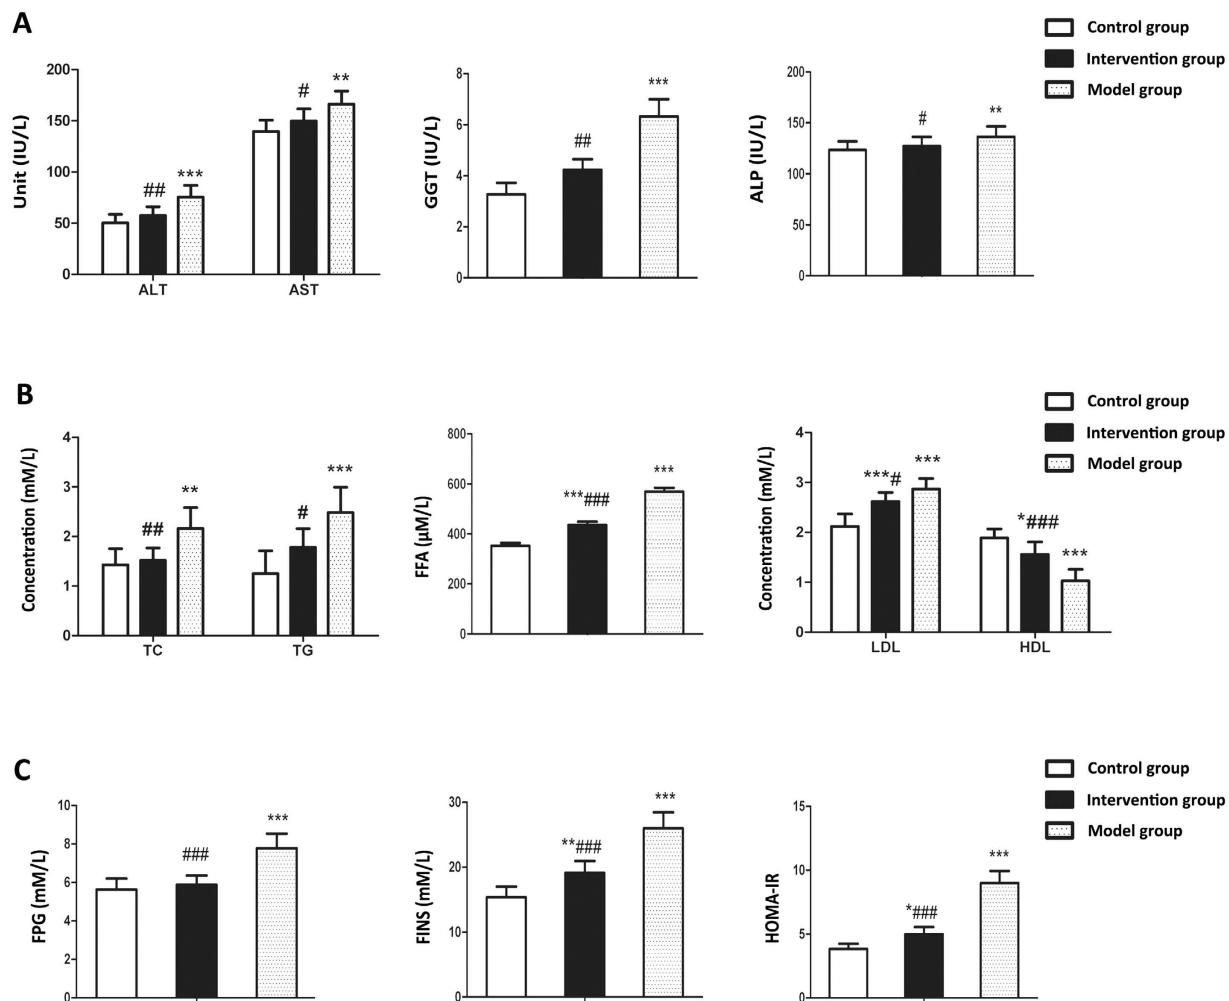 A
Control group
Intervention group
Model group
Unit (IU/L)
200
150
100
50
0
##
***
#
**
ALT
AST
GGT (IU/L)
8
6
4
2
0
##
***
ALP (IU/L)
200
150
100
50
0
#
**
B
Control group
Intervention group
Model group
Concentration (mM/L)
4
3
2
1
0
##
**
#
***
TC
TG
FFA (µM/L)
800
600
400
200
0
***###
***
Concentration (mM/L)
4
3
2
1
0
***#
***
*###
***
LDL
HDL
C
Control group
Intervention group
Model group
FPG (mM/L)
10
8
6
4
2
0
###
***
FINS (mM/L)
30
20
10
0
**###
***
HOMA-IR
15
10
5
0
*###
***